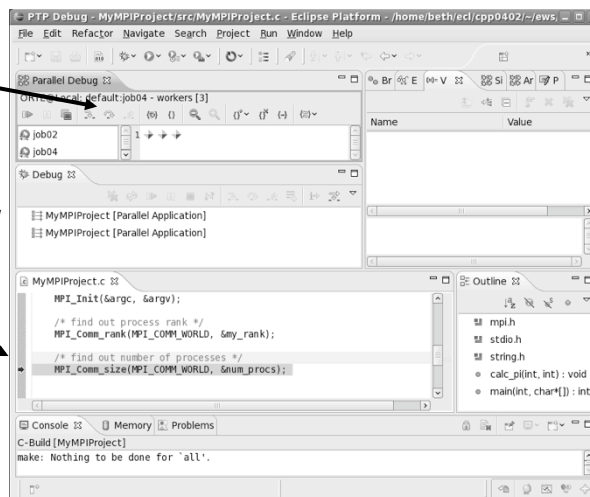 PTP Debug - MyMPIProject/src/MyMPIProject.c - Eclipse Platform - /home/beth/ecl/cpp0402/~/ews,
File Edit Refactor Navigate Search Project Run Window Help
Parallel Debug
Br E V Si Ar P
default:job04 - workers [3]
Name Value
job02
1
job04
Debug
MyMPIProject [Parallel Application]
MyMPIProject [Parallel Application]
MyMPIProject.c
Outline
MPI_Init(&argc, &argv);
/* find out process rank */
MPI_Comm_rank(MPI_COMM_WORLD, &my_rank);
/* find out number of processes */
MPI_Comm_size(MPI_COMM_WORLD, &num_procs);
mpi.h
stdio.h
string.h
calc_pi(int, int) : void
main(int, char*[]) : int
Console Memory Problems
C-Build [MyMPIProject]
make: Nothing to be done for `all'.